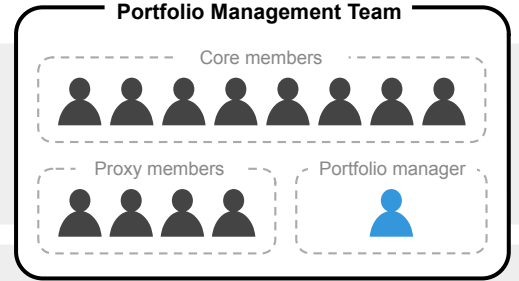 Portfolio Management Team
Core members
Proxy members
Portfolio manager